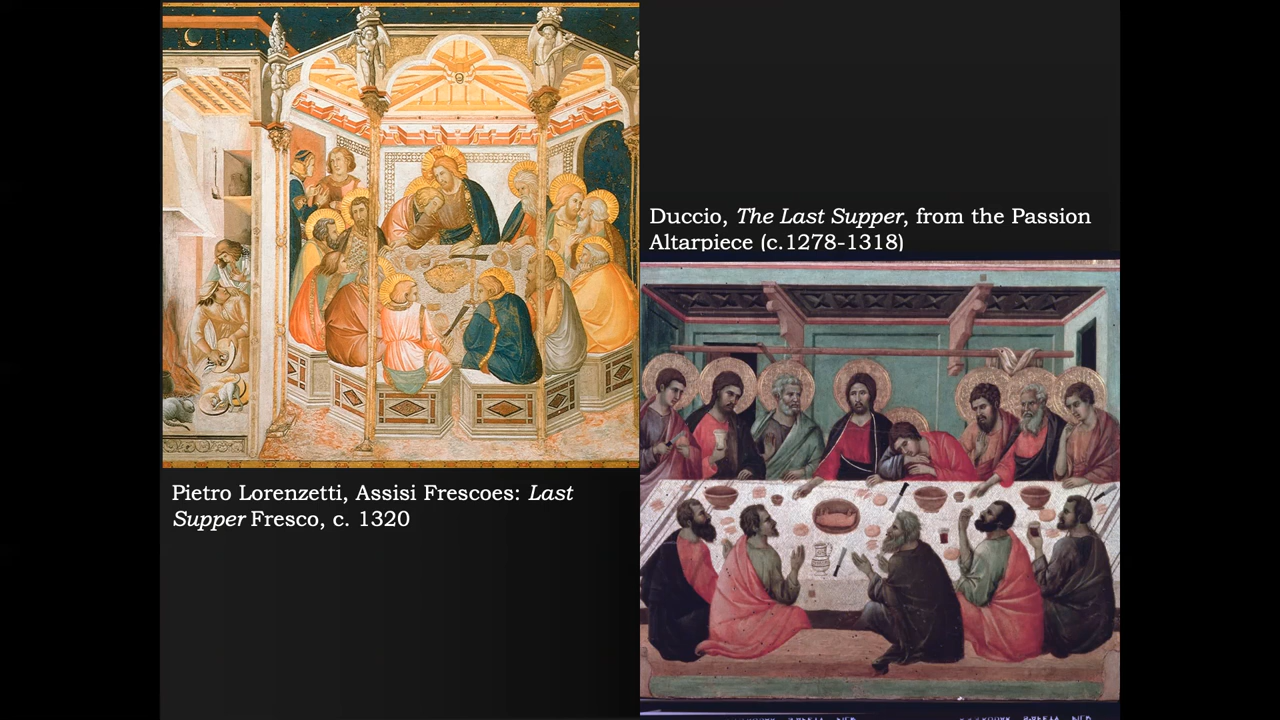 Duccio, The Last Supper, from the Passion
Altarpiece (c.1278-1318)
Pietro Lorenzetti, Assisi Frescoes: Last
Supper Fresco, c. 1320